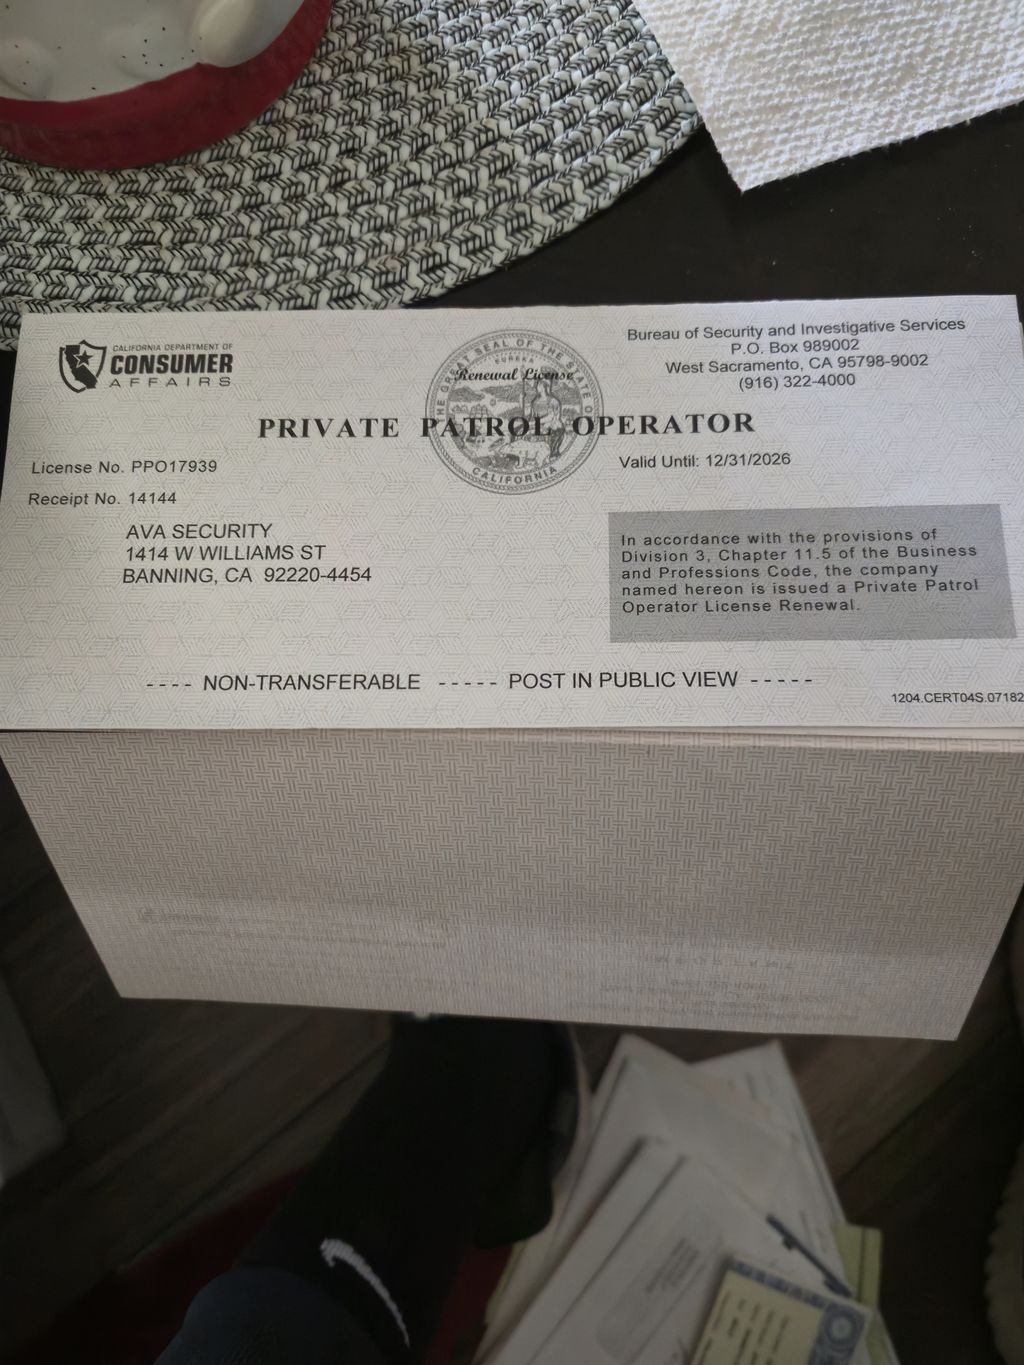 CALIFORNIA DEPARTMENT OF
CONSUMER
AFFAIRS
THE GREAT SEAL OF THE STATE OF
EUREKA
Renewal License
CALIFORNIA
Bureau of Security and Investigative Services
P.O. Box 989002
West Sacramento, CA 95798-9002
(916) 322-4000
PRIVATE PATROL OPERATOR
License No. PPO17939
Valid Until: 12/31/2026
Receipt No. 14144
AVA SECURITY
1414 W WILLIAMS ST
BANNING, CA 92220-4454
In accordance with the provisions of
Division 3, Chapter 11.5 of the Business
and Professions Code, the company
named hereon is issued a Private Patrol
Operator License Renewal.
---- NON-TRANSFERABLE ----- POST IN PUBLIC VIEW -----
1204.CERT04S.07182